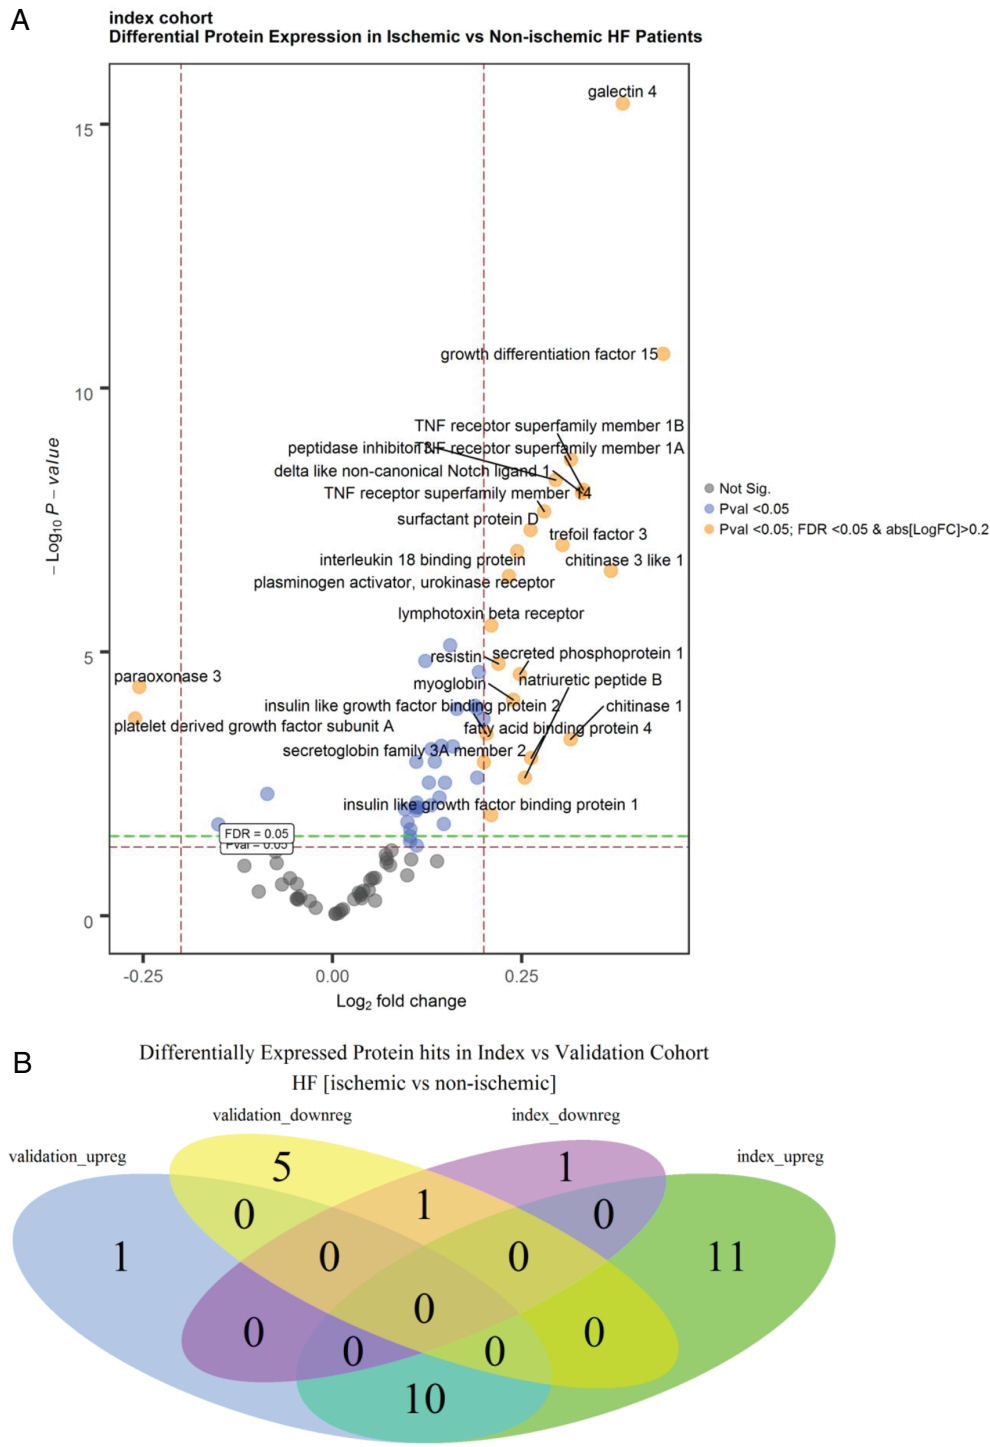 A
index cohort
Differential Protein Expression in Ischemic vs Non-ischemic HF Patients
galectin 4
15
growth differentiation factor 15
10
TNF receptor superfamily member 1B
peptidase inhibitor 3
TNF receptor superfamily member 1A
delta like non-canonical Notch ligand 1
TNF receptor superfamily member 14
surfactant protein D
trefoil factor 3
interleukin 18 binding protein
chitinase 3 like 1
plasminogen activator, urokinase receptor
lymphotoxin beta receptor
5
resistin
secreted phosphoprotein 1
paraoxonase 3
myoglobin
natriuretic peptide B
insulin like growth factor binding protein 2
chitinase 1
platelet derived growth factor subunit A
fatty acid binding protein 4
secretoglobin family 3A member 2
insulin like growth factor binding protein 1
FDR = 0.05
Pval = 0.05
0
-0.25
0.00
0.25
Log2 fold change
−Log10 P − value
Not Sig.
Pval <0.05
Pval <0.05; FDR <0.05 & abs[LogFC]>0.2
B
Differentially Expressed Protein hits in Index vs Validation Cohort
HF [ischemic vs non-ischemic]
validation_downreg
index_downreg
validation_upreg
index_upreg
5
1
0
1
0
1
0
0
11
0
0
0
0
0
0
10